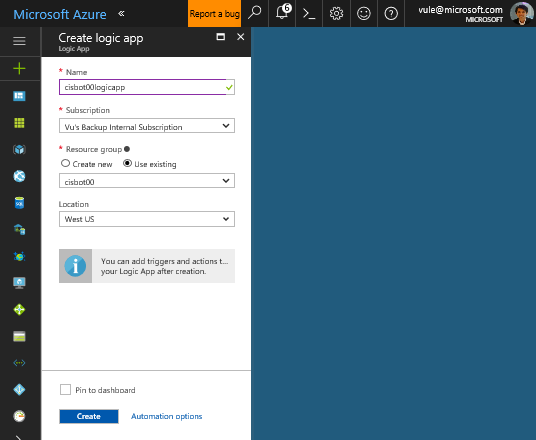 Microsoft Azure «
Report a bug
6
vule@microsoft.com
MICROSOFT
Create logic app
Logic App
* Name
cisbot00logicapp
* Subscription
Vu's Backup Internal Subscription
* Resource group
Create new Use existing
cisbot00
Location
West US
You can add triggers and actions t...
your Logic App after creation.
Pin to dashboard
Create Automation options